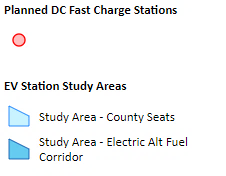 Planned DC Fast Charge Stations
EV Station Study Areas
Study Area - County Seats
Study Area - Electric Alt Fuel
Corridor